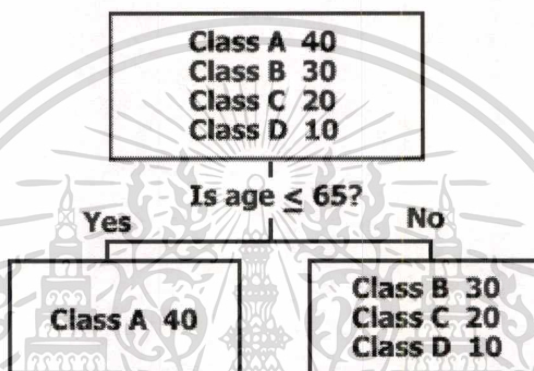 Class A 40
Class B 30
Class C 20
Class D 10
Is age ≤ 65?
Yes
No
Class A 40
Class B 30
Class C 20
Class D 10